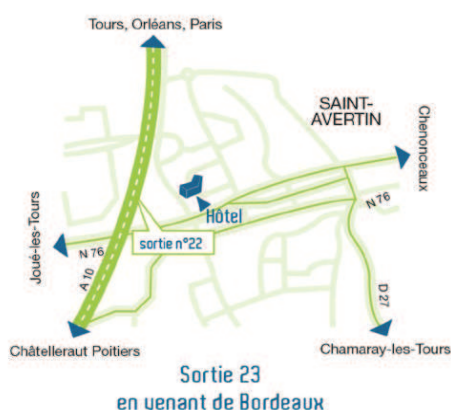 Tours, Orléans, Paris
SAINT-
AVERTIN
Chenonceaux
Hôtel
N 76
sortie n°22
Joué-les-Tours
N 76
A 10
D 27
Châtelleraut Poitiers
Chamaray-les-Tours
Sortie 23
en venant de Bordeaux